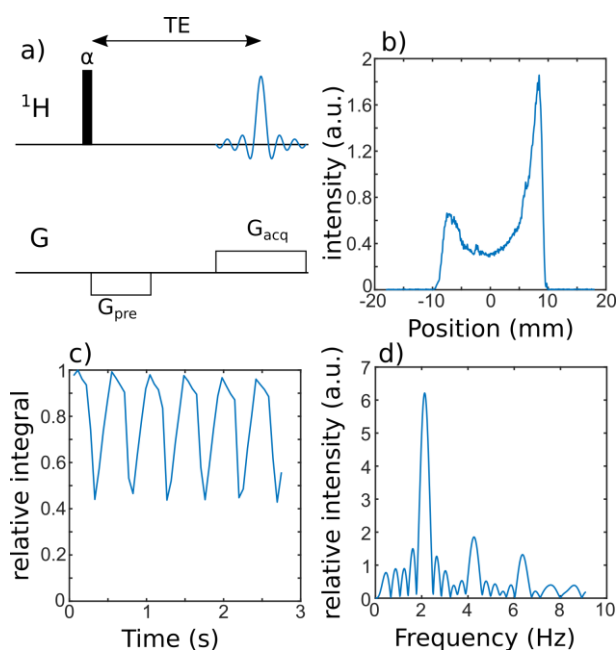 a)
TE
α
¹H
G
G_acq
G_pre
b)
intensity (a.u.)
2
1.6
1.2
0.8
0.4
0
-20 -10 0 10 20
Position (mm)
c)
relative integral
1
0.8
0.6
0.4
0.2
0
0 1 2 3
Time (s)
d)
relative intensity (a.u.)
7
6
5
4
3
2
1
0
0 2 4 6 8 10
Frequency (Hz)